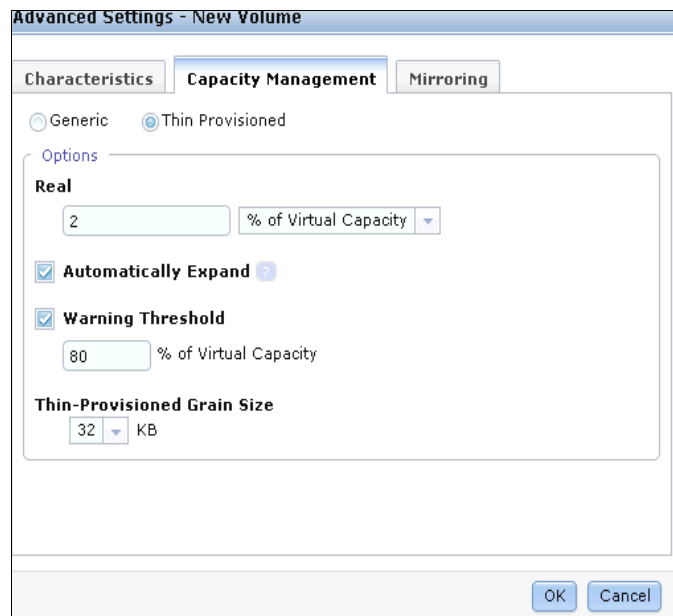 Advanced Settings - New Volume
Characteristics Capacity Management Mirroring
Generic Thin Provisioned
Options
Real
2 % of Virtual Capacity
Automatically Expand ?
Warning Threshold
80 % of Virtual Capacity
Thin-Provisioned Grain Size
32 KB
OK Cancel